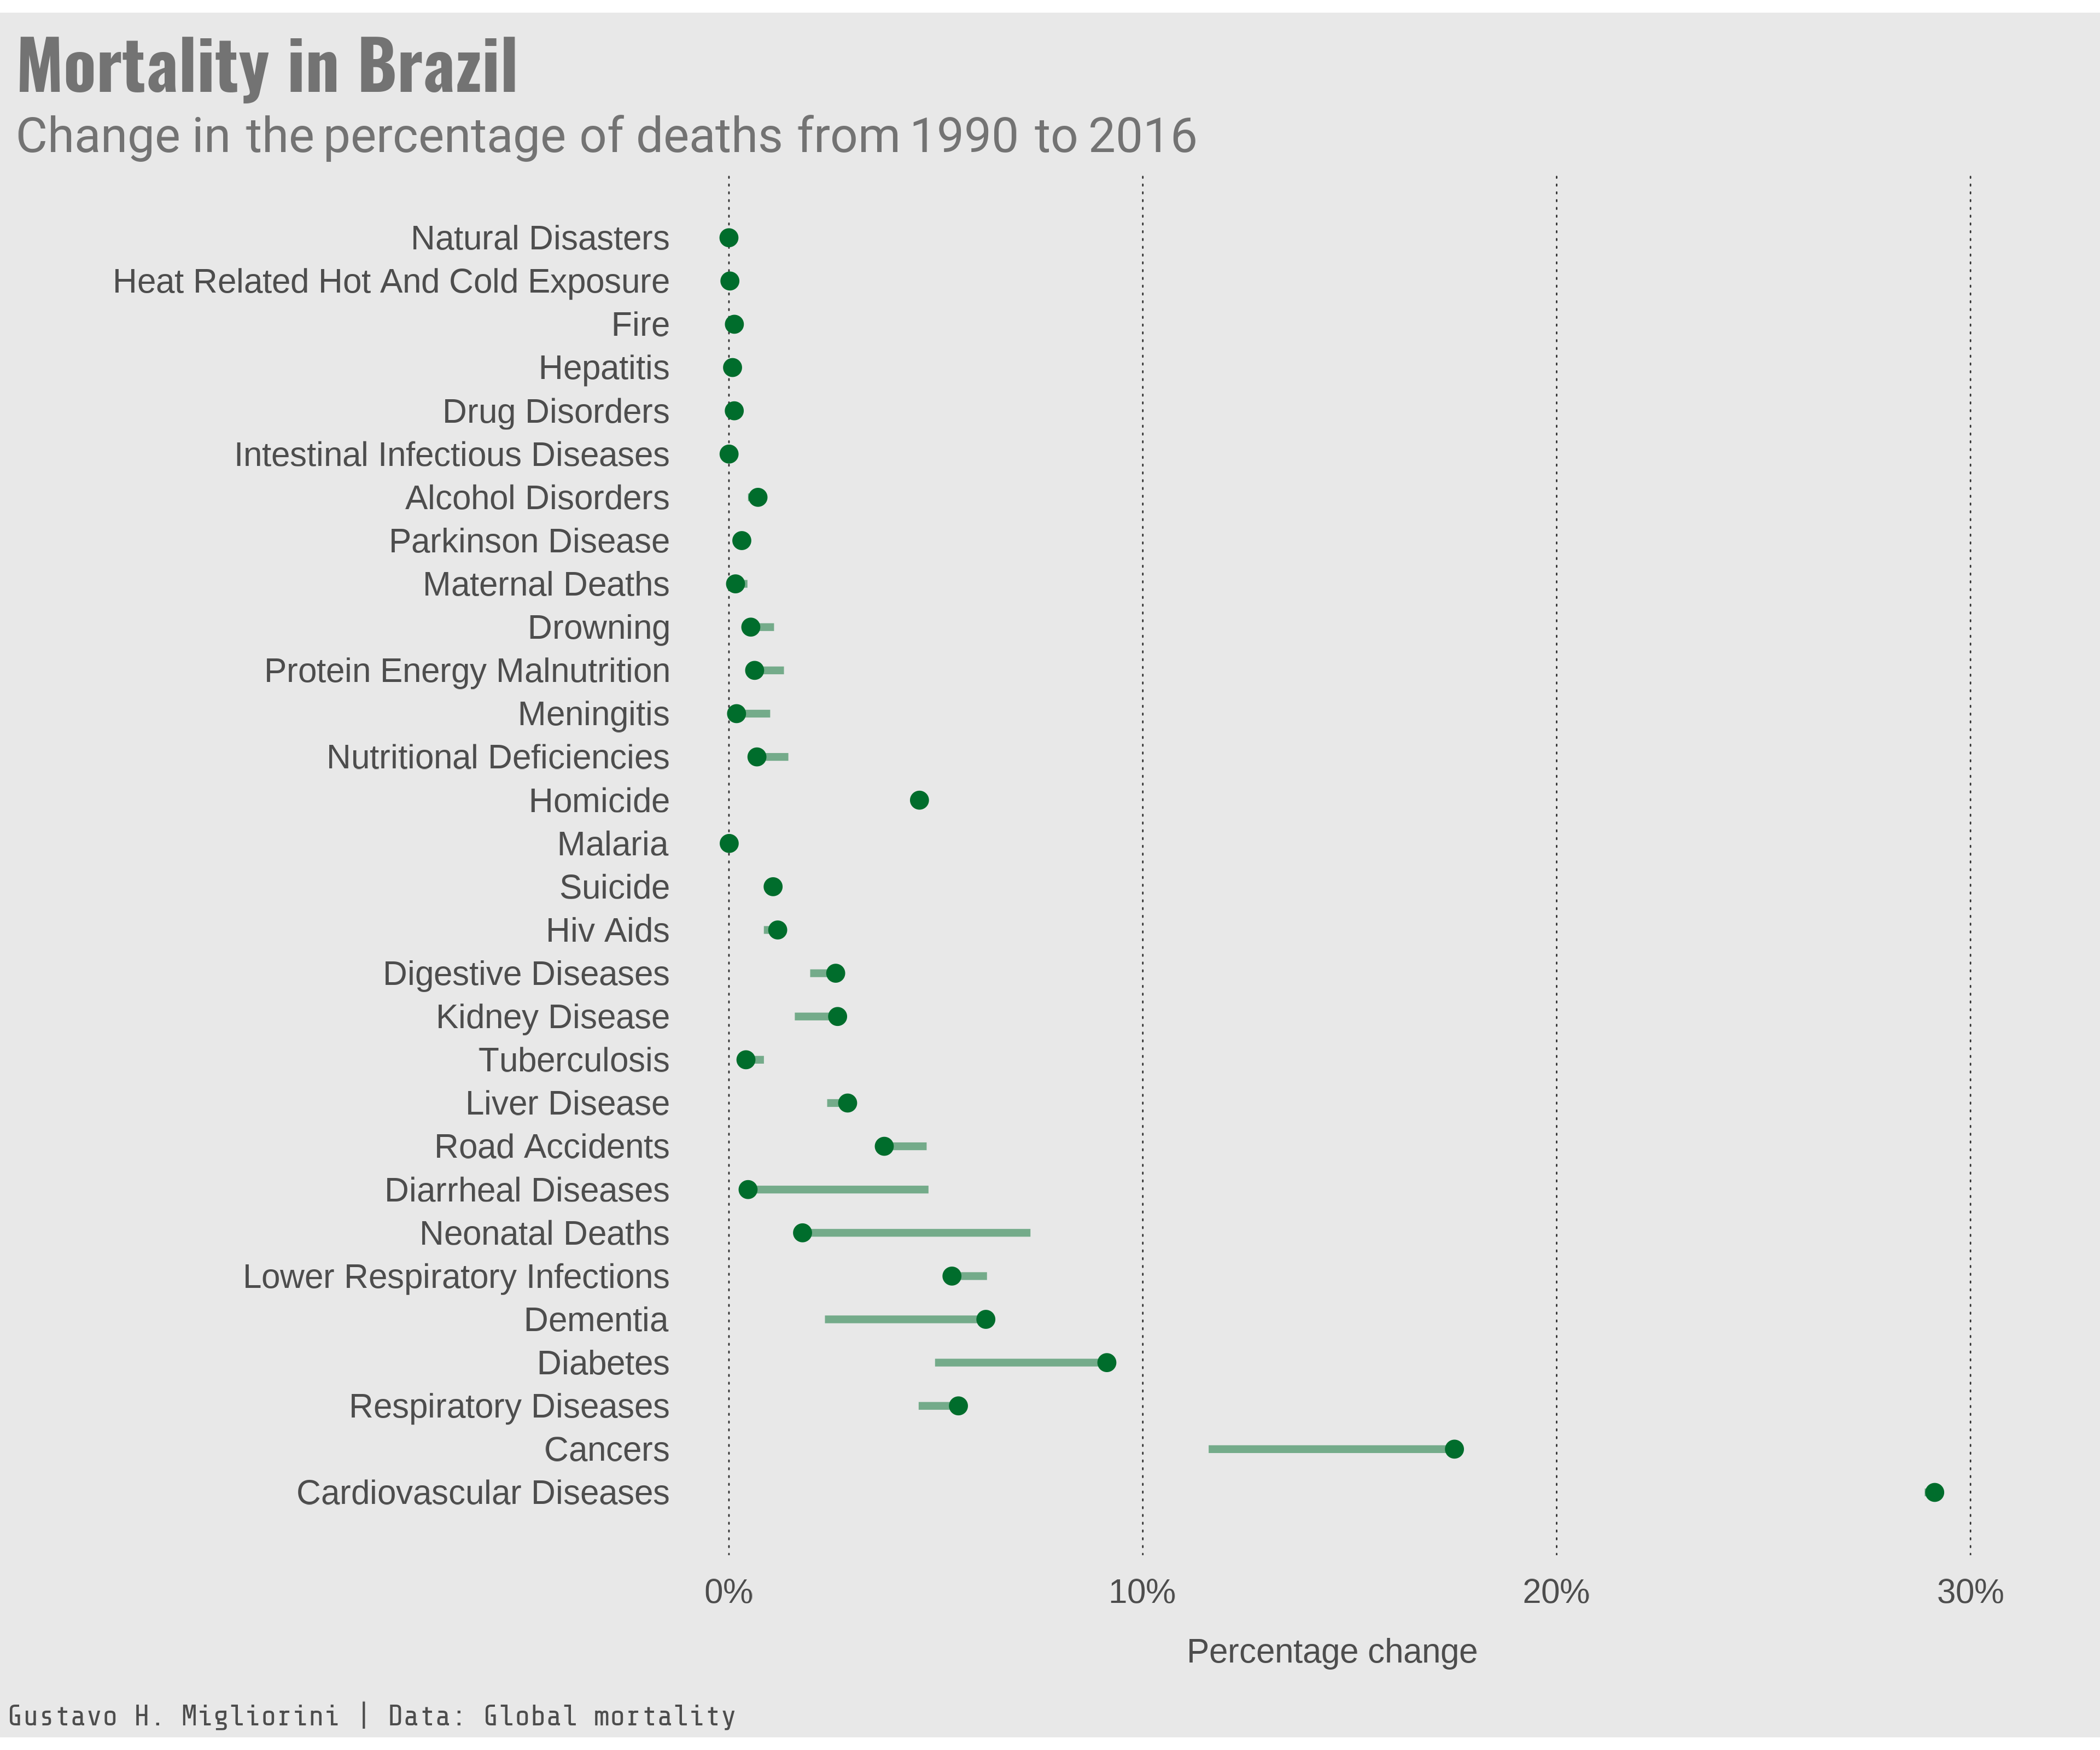 Mortality in Brazil
Change in the percentage of deaths from 1990 to 2016
Natural Disasters
Heat Related Hot And Cold Exposure
Fire
Hepatitis
Drug Disorders
Intestinal Infectious Diseases
Alcohol Disorders
Parkinson Disease
Maternal Deaths
Drowning
Protein Energy Malnutrition
Meningitis
Nutritional Deficiencies
Homicide
Malaria
Suicide
Hiv Aids
Digestive Diseases
Kidney Disease
Tuberculosis
Liver Disease
Road Accidents
Diarrheal Diseases
Neonatal Deaths
Lower Respiratory Infections
Dementia
Diabetes
Respiratory Diseases
Cancers
Cardiovascular Diseases
0% 10% 20% 30%
Percentage change
Gustavo H. Migliorini | Data: Global mortality